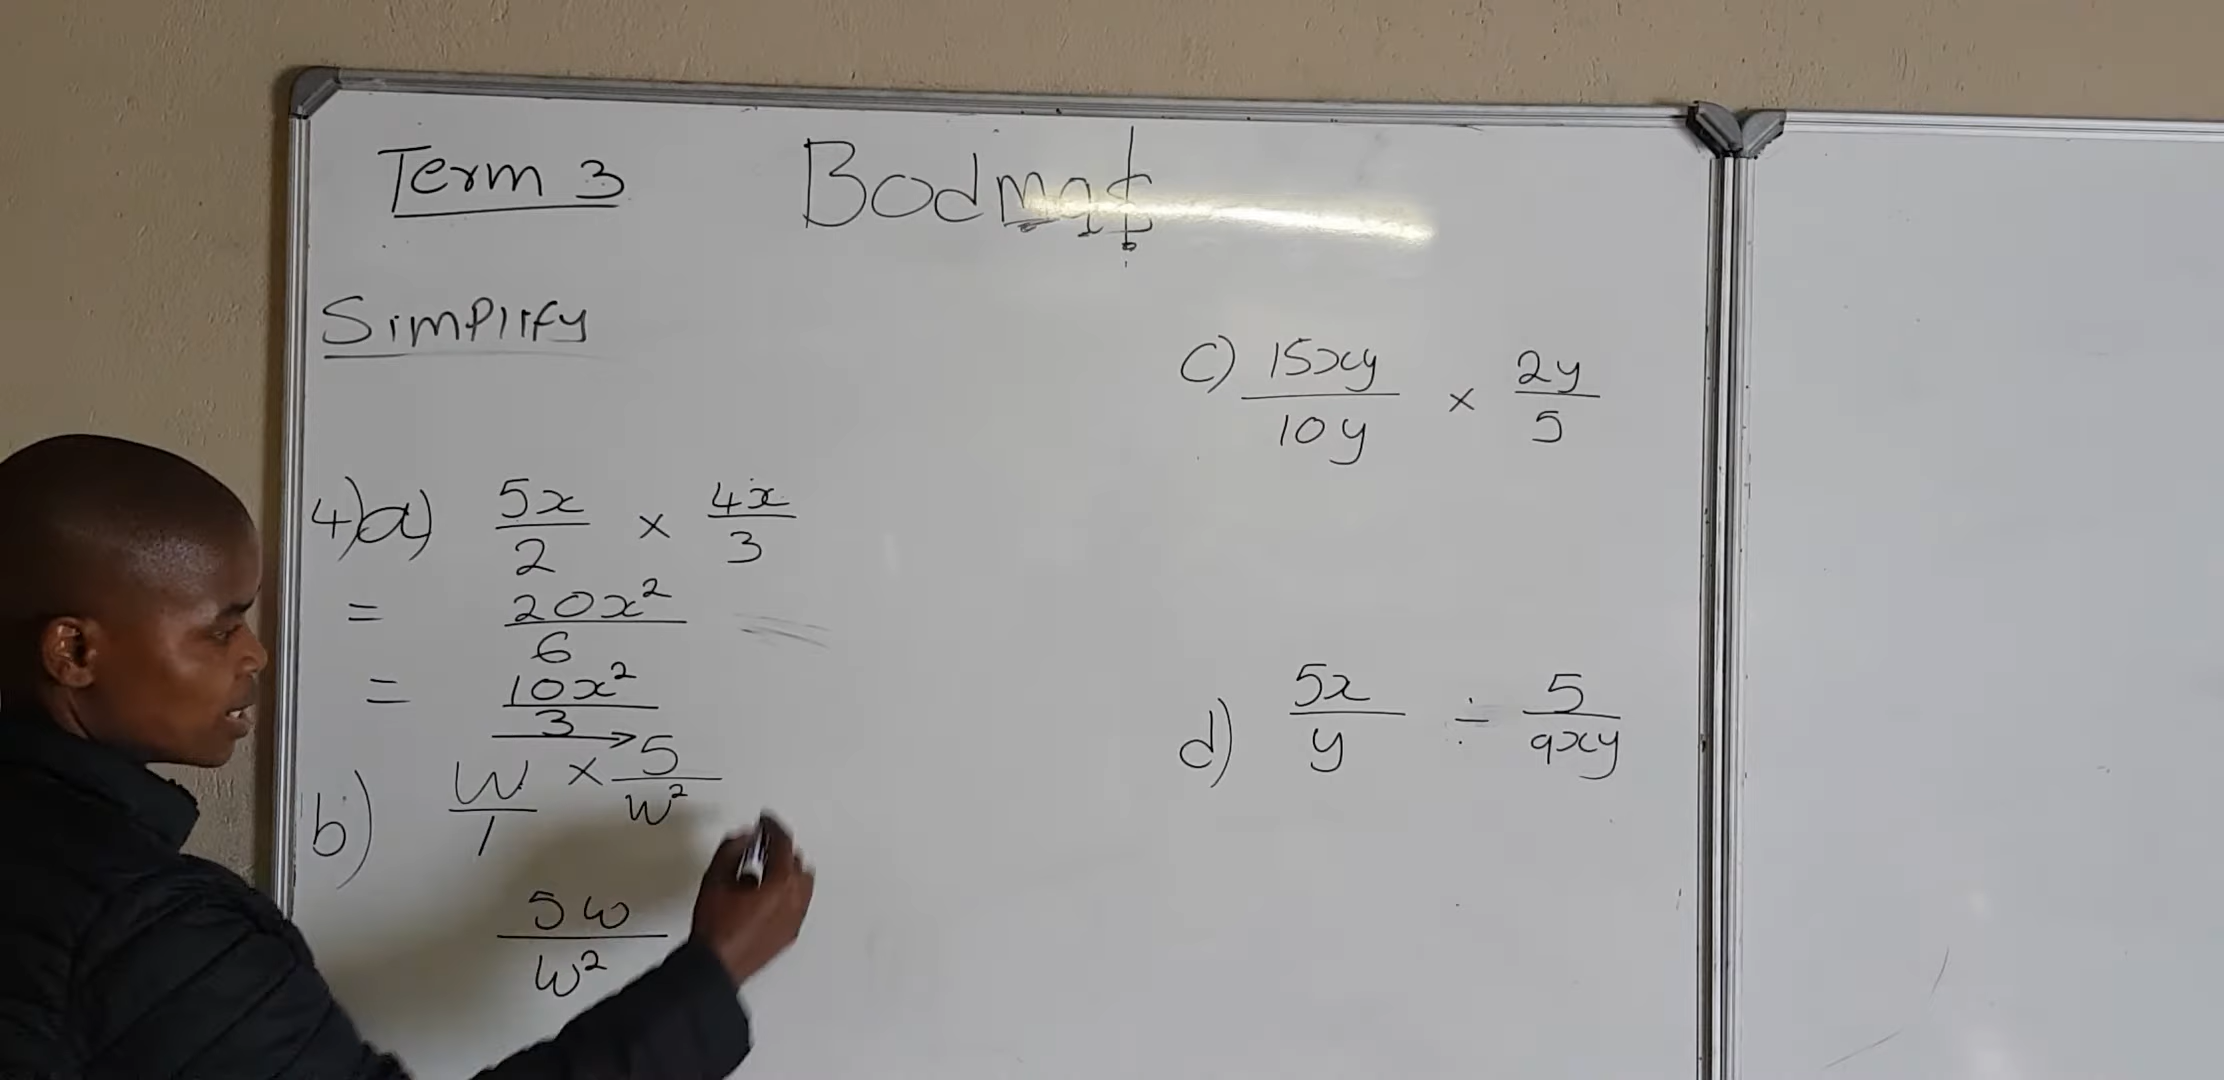 Term 3 Bodmas
Simplify
4)a) 5x/2 × 4x/3
= 20x²/6
= 10x²/3
b) W/1 × 5/w²
5w/w²
c) 15xy/10y × 2y/5
d) 5x/y ÷ 5/9xy